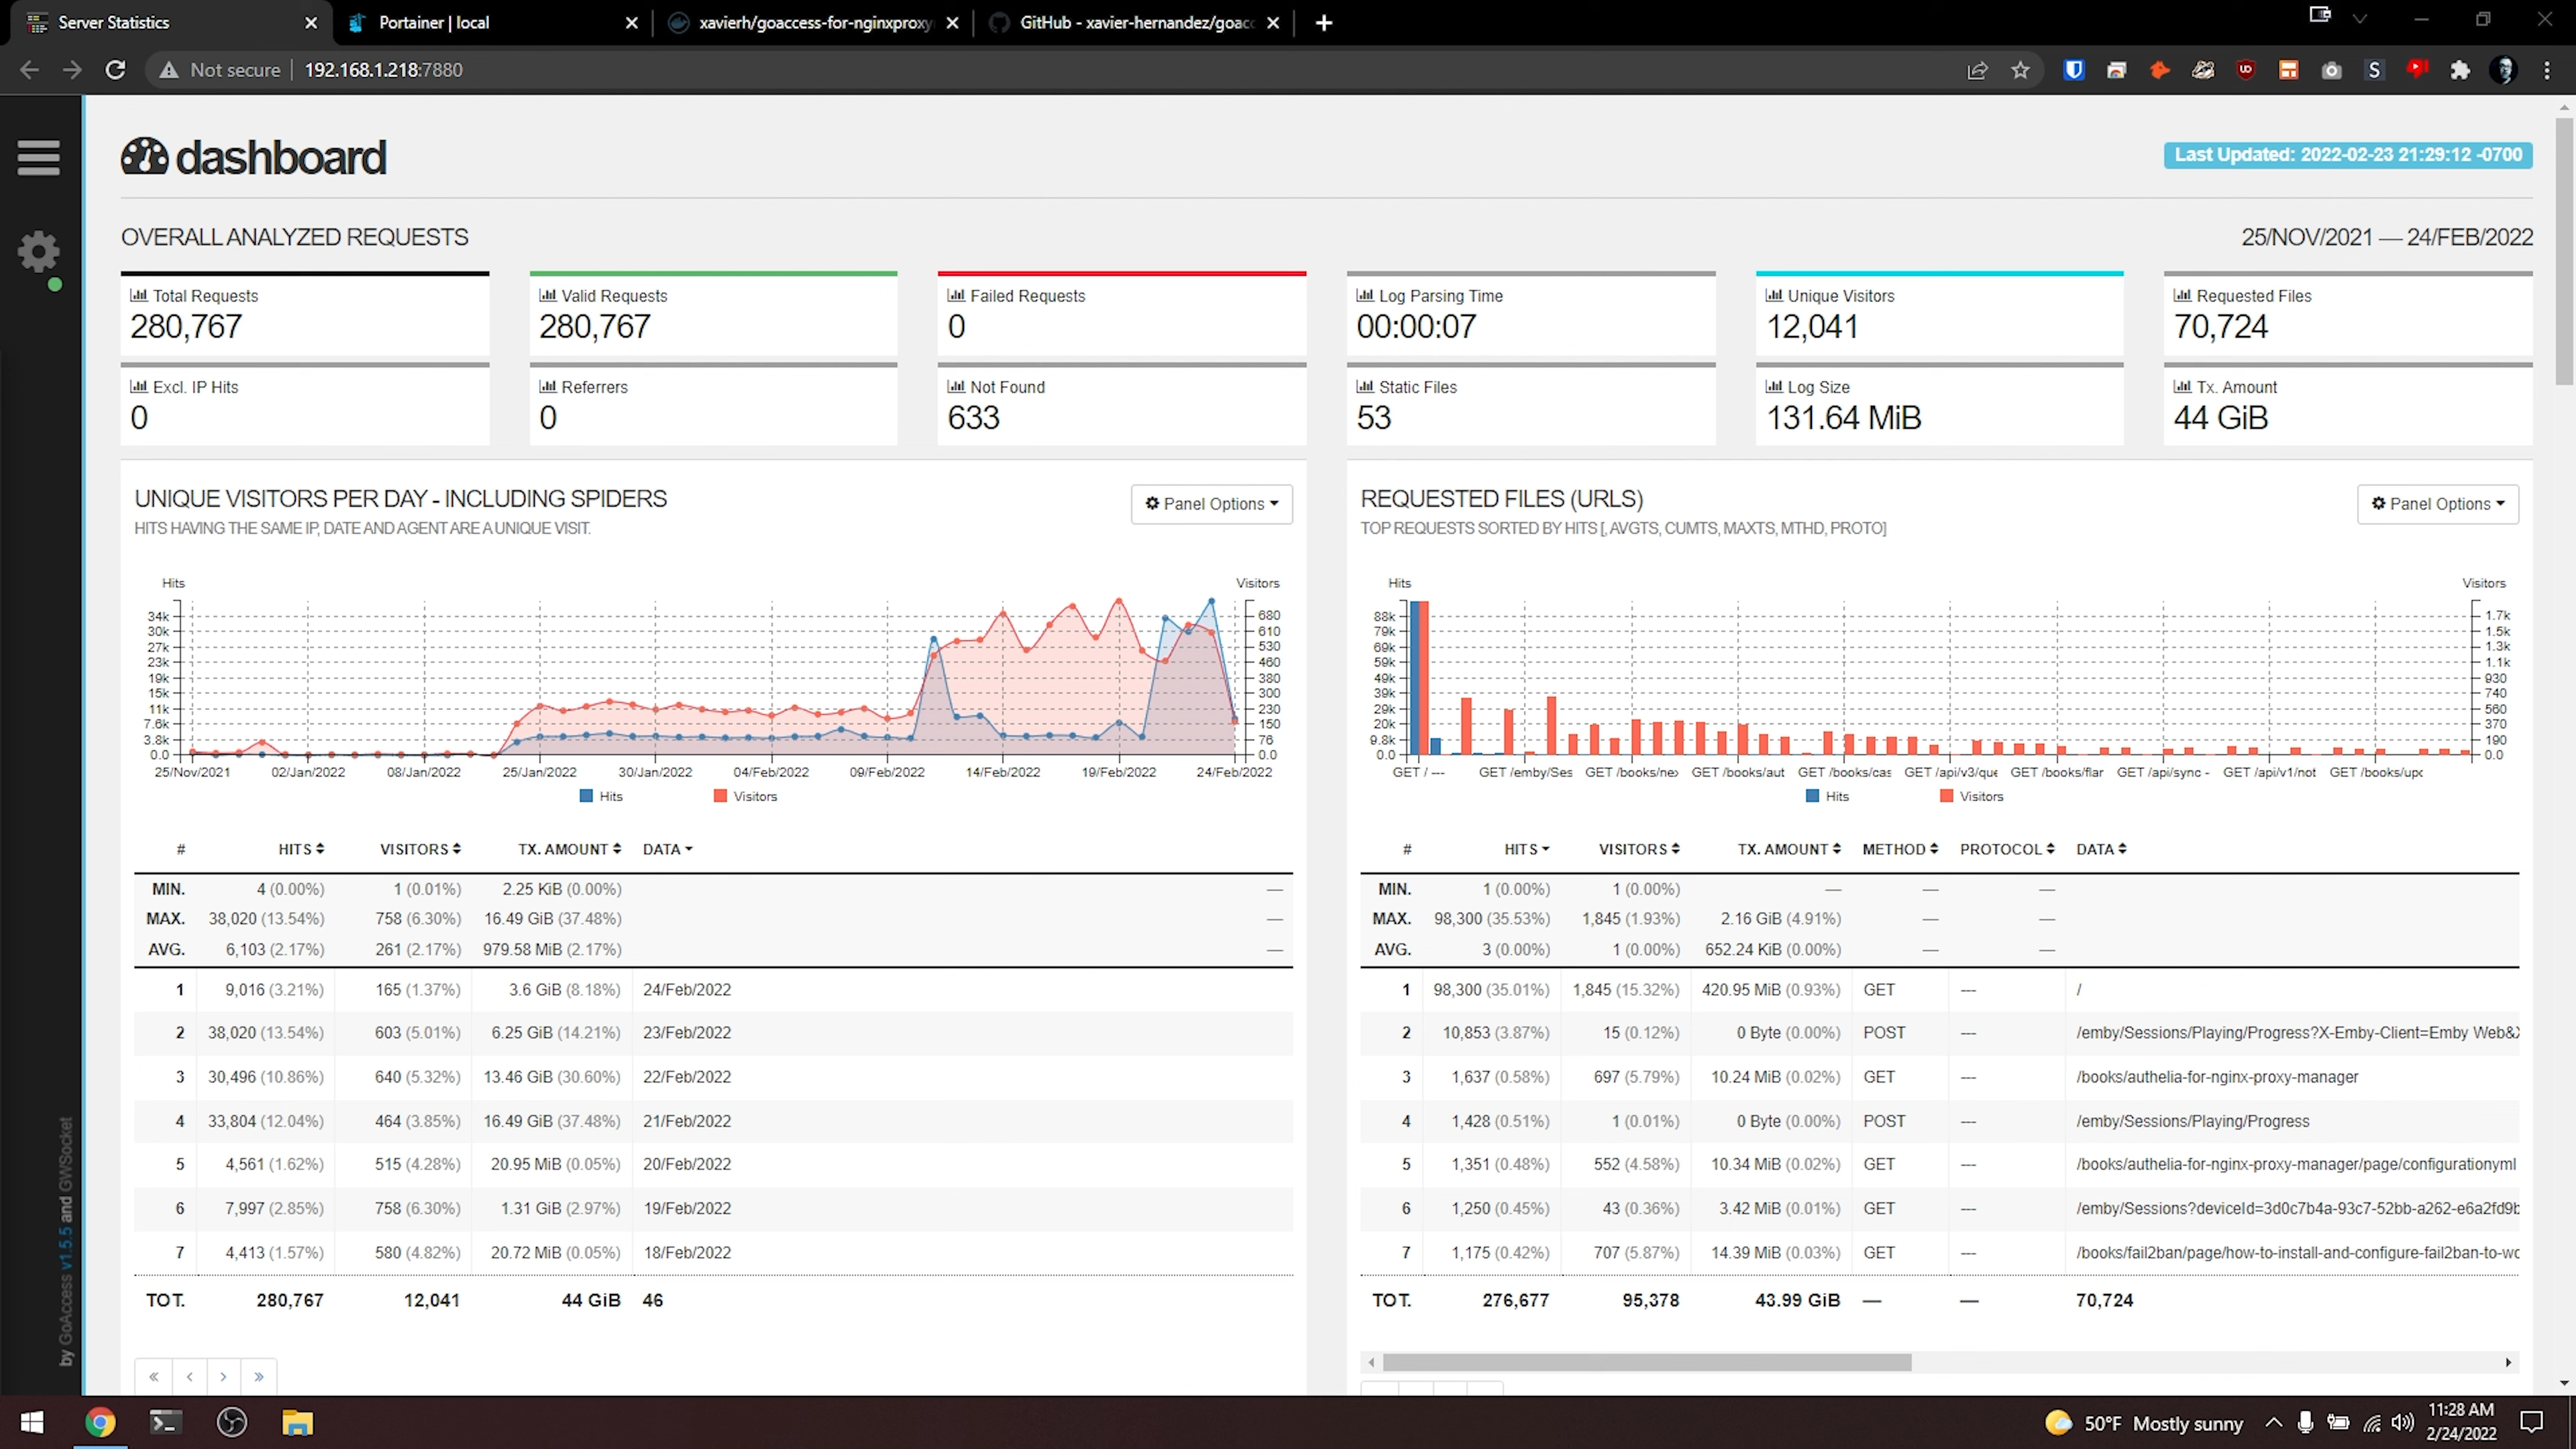 Server Statistics
Portainer | local
xavierh/goaccess-for-nginxproxy
GitHub - xavier-hernandez/goacc
Not secure
192.168.1.218:7880
dashboard
Last Updated: 2022-02-23 21:29:12 -0700
OVERALL ANALYZED REQUESTS
25/NOV/2021 — 24/FEB/2022
Total Requests
280,767
Valid Requests
280,767
Failed Requests
0
Log Parsing Time
00:00:07
Unique Visitors
12,041
Requested Files
70,724
Excl. IP Hits
0
Referrers
0
Not Found
633
Static Files
53
Log Size
131.64 MiB
Tx. Amount
44 GiB
UNIQUE VISITORS PER DAY - INCLUDING SPIDERS
HITS HAVING THE SAME IP, DATE AND AGENT ARE A UNIQUE VISIT.
Panel Options
Hits
Visitors
34k
30k
27k
23k
19k
15k
11k
7.6k
3.8k
0.0
680
610
530
460
380
300
230
150
76
0.0
25/Nov/2021 02/Jan/2022 08/Jan/2022 25/Jan/2022 30/Jan/2022 04/Feb/2022 09/Feb/2022 14/Feb/2022 19/Feb/2022 24/Feb/2022
Hits Visitors
# HITS VISITORS TX. AMOUNT DATA
MIN. 4 (0.00%) 1 (0.01%) 2.25 KiB (0.00%) —
MAX. 38,020 (13.54%) 758 (6.30%) 16.49 GiB (37.48%) —
AVG. 6,103 (2.17%) 261 (2.17%) 979.58 MiB (2.17%) —
1 9,016 (3.21%) 165 (1.37%) 3.6 GiB (8.18%) 24/Feb/2022
2 38,020 (13.54%) 603 (5.01%) 6.25 GiB (14.21%) 23/Feb/2022
3 30,496 (10.86%) 640 (5.32%) 13.46 GiB (30.60%) 22/Feb/2022
4 33,804 (12.04%) 464 (3.85%) 16.49 GiB (37.48%) 21/Feb/2022
5 4,561 (1.62%) 515 (4.28%) 20.95 MiB (0.05%) 20/Feb/2022
6 7,997 (2.85%) 758 (6.30%) 1.31 GiB (2.97%) 19/Feb/2022
7 4,413 (1.57%) 580 (4.82%) 20.72 MiB (0.05%) 18/Feb/2022
TOT. 280,767 12,041 44 GiB 46
« ‹ › »
REQUESTED FILES (URLS)
TOP REQUESTS SORTED BY HITS [, AVGTS, CUMTS, MAXTS, MTHD, PROTO]
Panel Options
Hits
Visitors
88k
79k
69k
59k
49k
39k
29k
20k
9.8k
0.0
1.7k
1.5k
1.3k
1.1k
930
740
560
370
190
0.0
GET / --- GET /emby/Ses GET /books/nex GET /books/aut GET /books/cas GET /api/v3/que GET /books/flar GET /api/sync - GET /api/v1/not GET /books/upc
Hits Visitors
# HITS VISITORS TX. AMOUNT METHOD PROTOCOL DATA
MIN. 1 (0.00%) 1 (0.00%) — — —
MAX. 98,300 (35.53%) 1,845 (1.93%) 2.16 GiB (4.91%) — —
AVG. 3 (0.00%) 1 (0.00%) 652.24 KiB (0.00%) — —
1 98,300 (35.01%) 1,845 (15.32%) 420.95 MiB (0.93%) GET --- /
2 10,853 (3.87%) 15 (0.12%) 0 Byte (0.00%) POST --- /emby/Sessions/Playing/Progress?X-Emby-Client=Emby Web&X
3 1,637 (0.58%) 697 (5.79%) 10.24 MiB (0.02%) GET --- /books/authelia-for-nginx-proxy-manager
4 1,428 (0.51%) 1 (0.01%) 0 Byte (0.00%) POST --- /emby/Sessions/Playing/Progress
5 1,351 (0.48%) 552 (4.58%) 10.34 MiB (0.02%) GET --- /books/authelia-for-nginx-proxy-manager/page/configurationyml
6 1,250 (0.45%) 43 (0.36%) 3.42 MiB (0.01%) GET --- /emby/Sessions?deviceId=3d0c7b4a-93c7-52bb-a262-e6a2fd9b
7 1,175 (0.42%) 707 (5.87%) 14.39 MiB (0.03%) GET --- /books/fail2ban/page/how-to-install-and-configure-fail2ban-to-wo
TOT. 276,677 95,378 43.99 GiB — — 70,724
by GoAccess v1.5.5 and GWSocket
50°F Mostly sunny
11:28 AM
2/24/2022